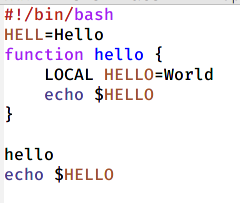 #!/bin/bash
HELL=Hello
function hello {
    LOCAL HELLO=World
    echo $HELLO
}

hello
echo $HELLO